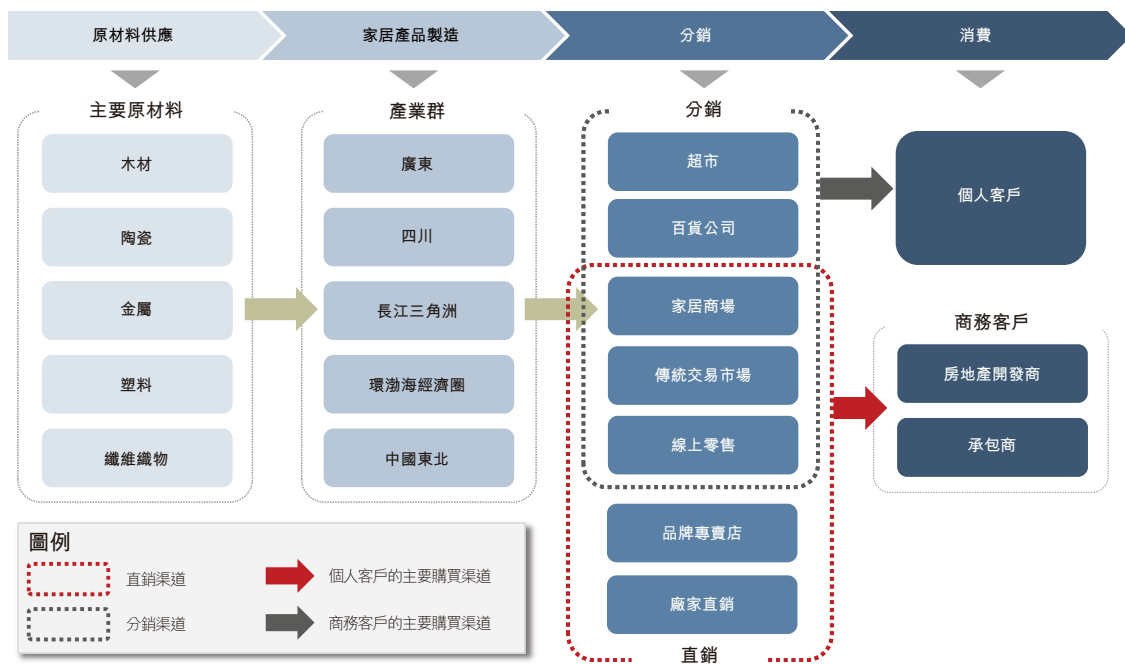 原材料供應
家居產品製造
分銷
消費
主要原材料
木材
陶瓷
金屬
塑料
纖維織物
產業群
廣東
四川
長江三角洲
環渤海經濟圈
中國東北
分銷
超市
百貨公司
家居商場
傳統交易市場
線上零售
品牌專賣店
廠家直銷
直銷
個人客戶
商務客戶
房地產開發商
承包商
圖例
直銷渠道
個人客戶的主要購買渠道
分銷渠道
商務客戶的主要購買渠道